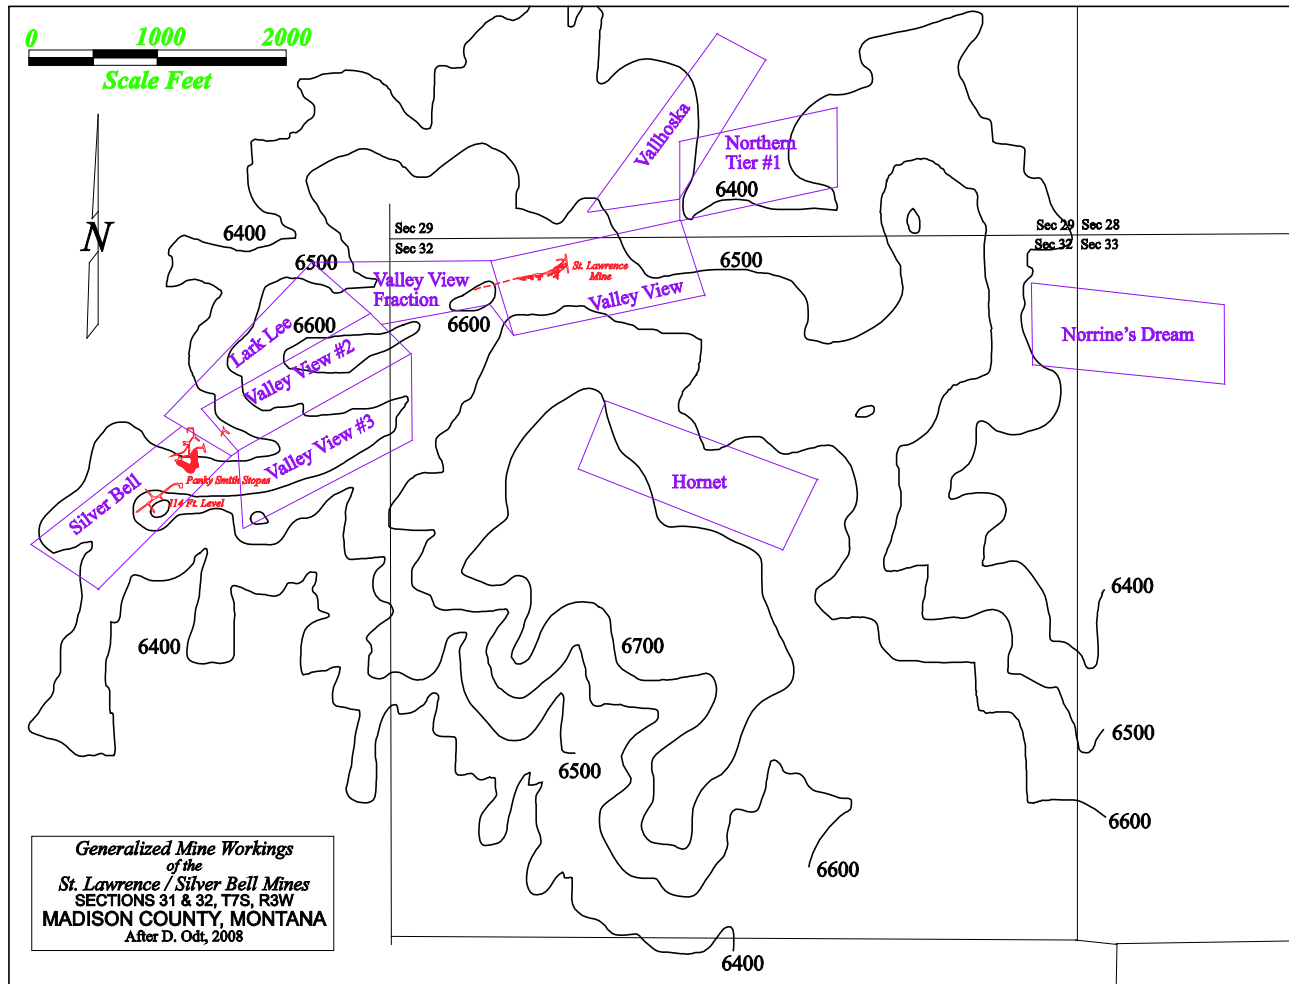 0 1000 2000
Scale Feet
N
Vallhoska
Northern
Tier #1
6400
6400
Sec 29
Sec 32
Sec 29 Sec 28
Sec 32 Sec 33
6500
Valley View
Fraction
St. Lawrence
Mine
6500
Valley View
6600
6600
Lark Lee
Valley View #2
Norrine's Dream
Valley View #3
Silver Bell
Panky Smith Stopes
114 Ft. Level
Hornet
6400
6400
6700
6500
6500
6600
6600
6400
Generalized Mine Workings
of the
St. Lawrence / Silver Bell Mines
SECTIONS 31 & 32, T7S, R3W
MADISON COUNTY, MONTANA
After D. Odt, 2008